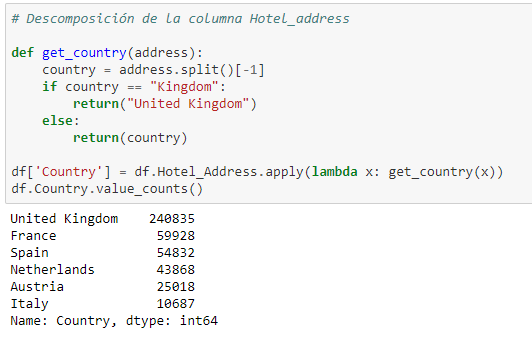 # Descomposición de la columna Hotel_address
def get_country(address):
    country = address.split()[-1]
    if country == "Kingdom":
        return("United Kingdom")
    else:
        return(country)
df['Country'] = df.Hotel_Address.apply(lambda x: get_country(x))
df.Country.value_counts()
United Kingdom    240835
France             59928
Spain              54832
Netherlands        43868
Austria            25018
Italy              10687
Name: Country, dtype: int64